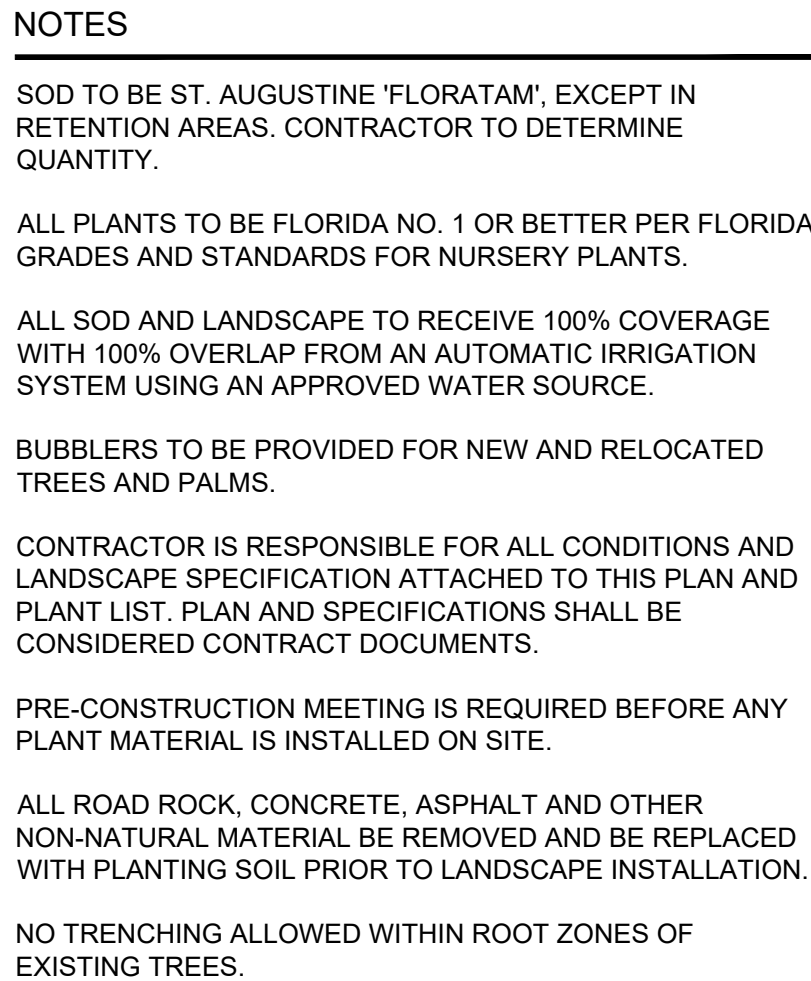 NOTES
SOD TO BE ST. AUGUSTINE 'FLORATAM', EXCEPT IN
RETENTION AREAS. CONTRACTOR TO DETERMINE
QUANTITY.
ALL PLANTS TO BE FLORIDA NO. 1 OR BETTER PER FLORIDA
GRADES AND STANDARDS FOR NURSERY PLANTS.
ALL SOD AND LANDSCAPE TO RECEIVE 100% COVERAGE
WITH 100% OVERLAP FROM AN AUTOMATIC IRRIGATION
SYSTEM USING AN APPROVED WATER SOURCE.
BUBBLERS TO BE PROVIDED FOR NEW AND RELOCATED
TREES AND PALMS.
CONTRACTOR IS RESPONSIBLE FOR ALL CONDITIONS AND
LANDSCAPE SPECIFICATION ATTACHED TO THIS PLAN AND
PLANT LIST. PLAN AND SPECIFICATIONS SHALL BE
CONSIDERED CONTRACT DOCUMENTS.
PRE-CONSTRUCTION MEETING IS REQUIRED BEFORE ANY
PLANT MATERIAL IS INSTALLED ON SITE.
ALL ROAD ROCK, CONCRETE, ASPHALT AND OTHER
NON-NATURAL MATERIAL BE REMOVED AND BE REPLACED
WITH PLANTING SOIL PRIOR TO LANDSCAPE INSTALLATION.
NO TRENCHING ALLOWED WITHIN ROOT ZONES OF
EXISTING TREES.